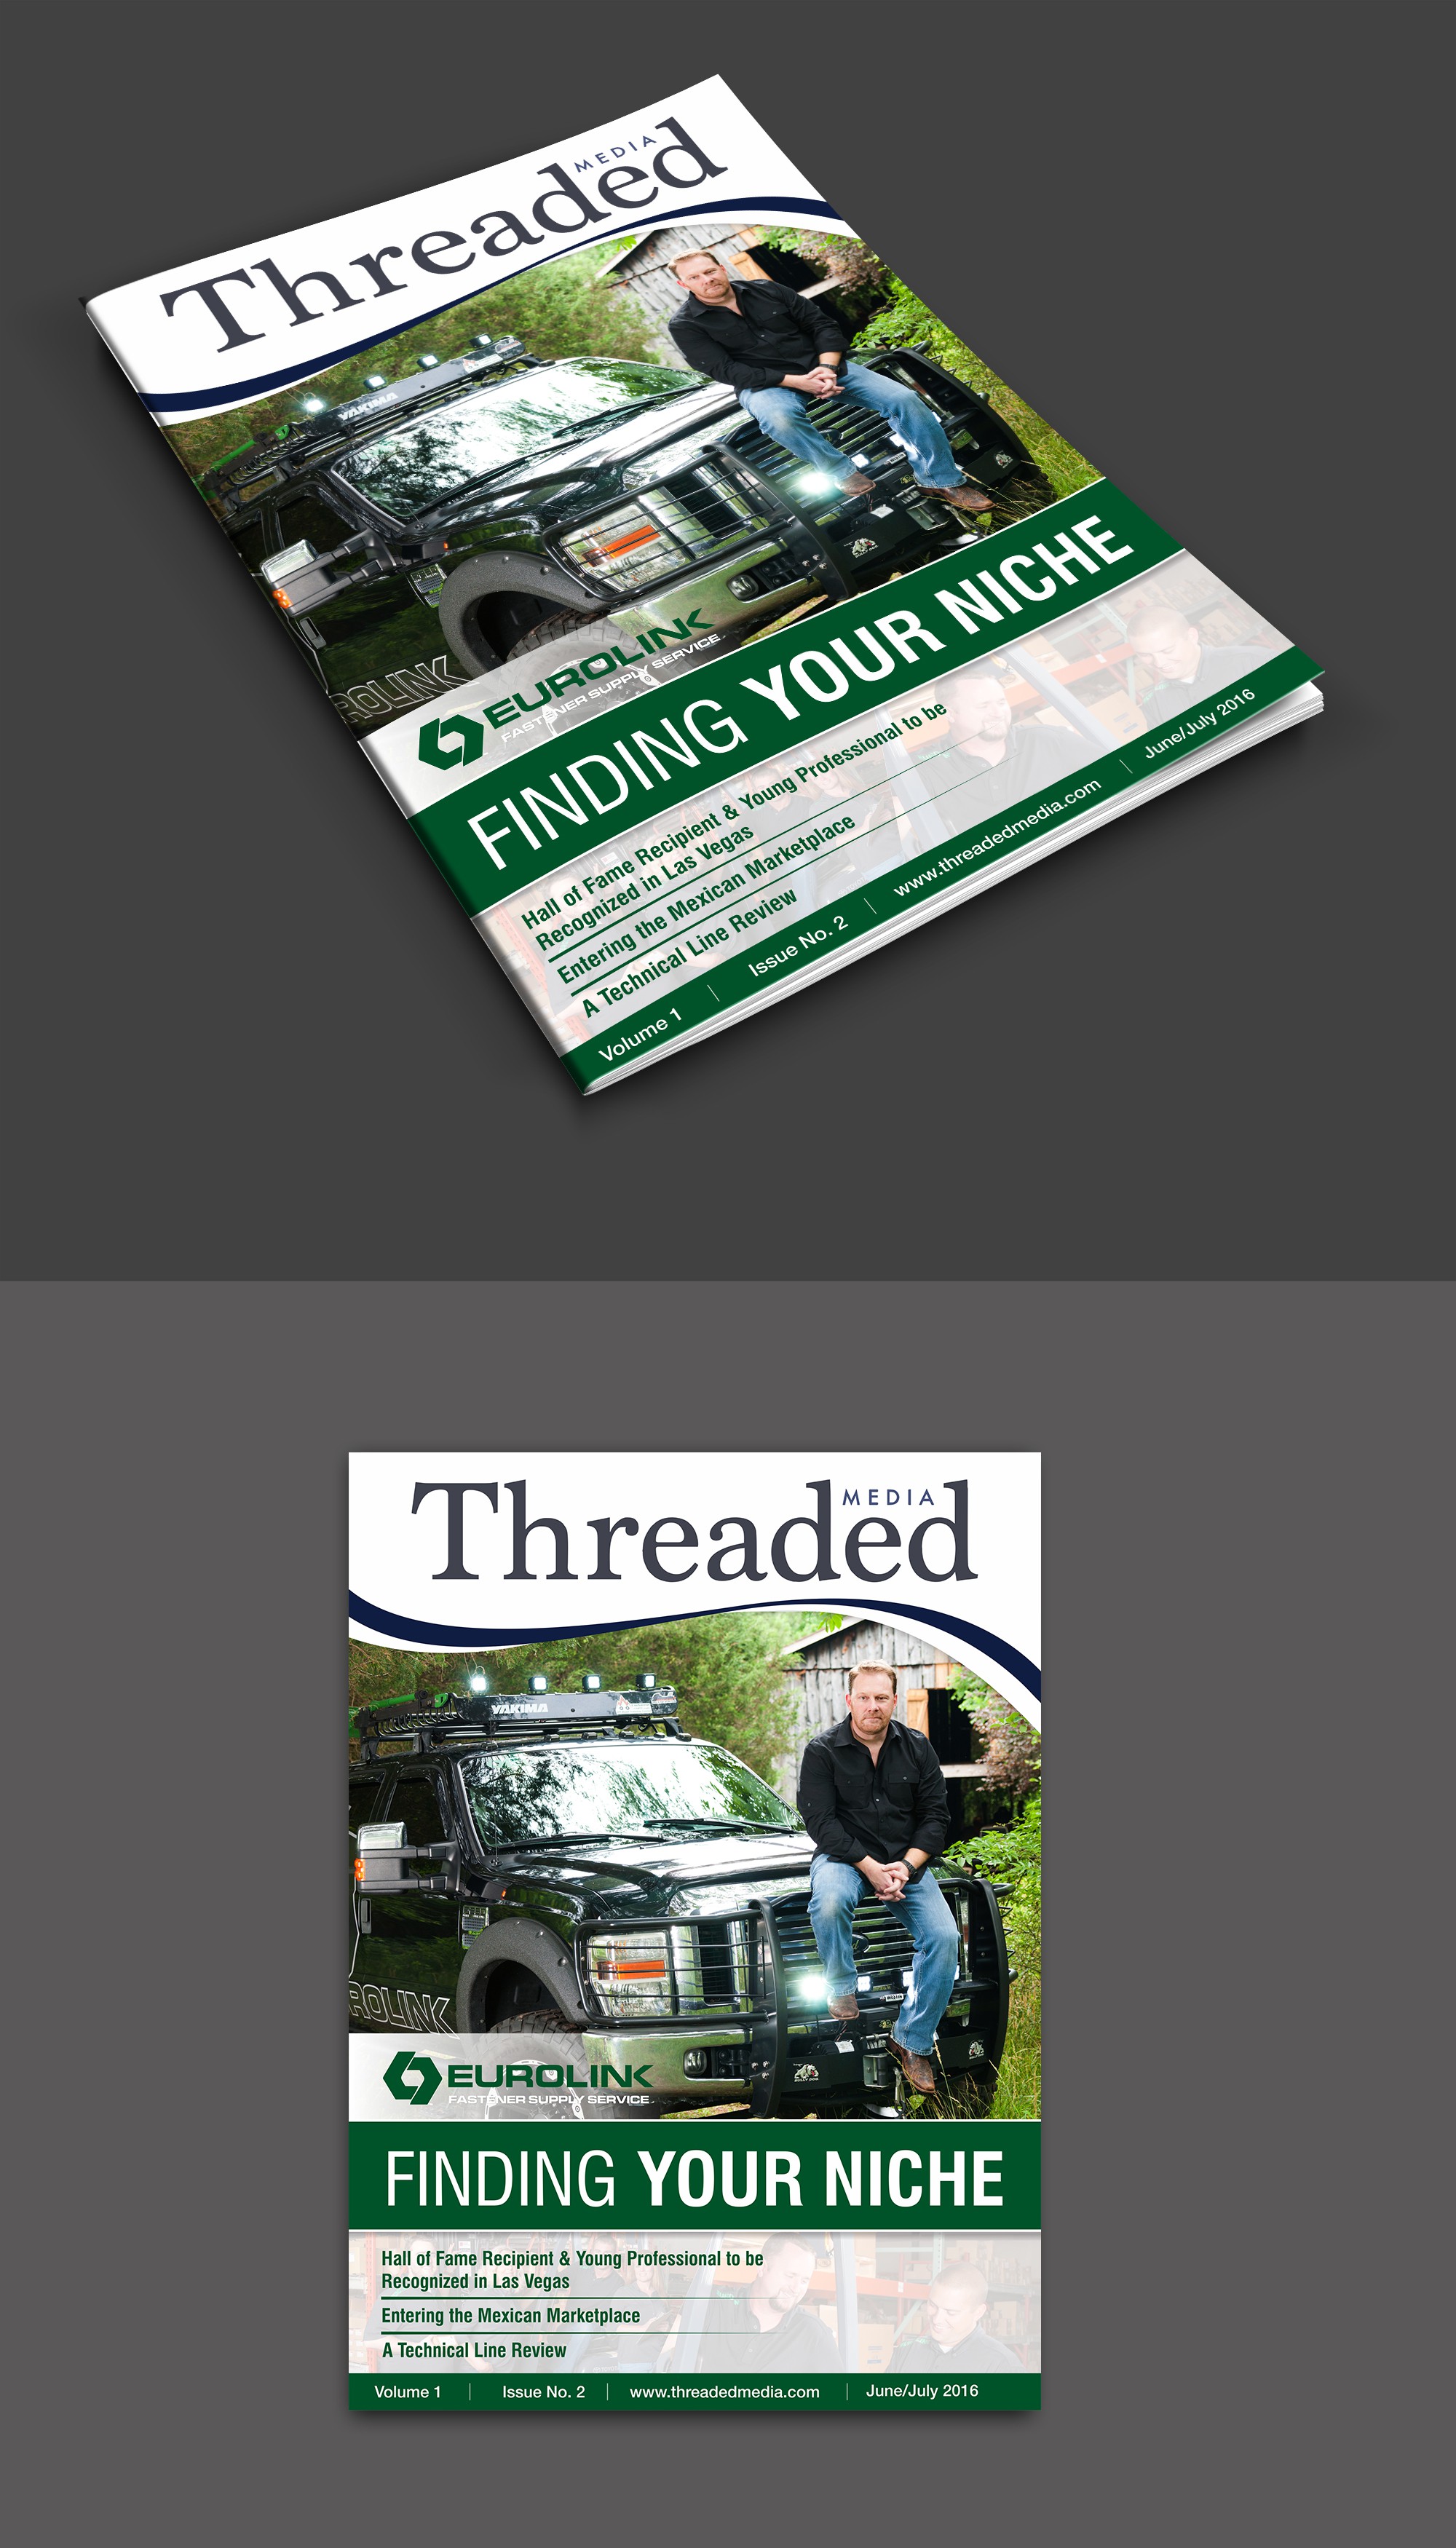 Threaded
MEDIA
YAKIMA
ROLINK
EUROLINK
FASTENER SUPPLY SERVICE
FINDING YOUR NICHE
Hall of Fame Recipient & Young Professional to be
Recognized in Las Vegas
Entering the Mexican Marketplace
A Technical Line Review
Volume 1 | Issue No. 2 | www.threadedmedia.com | June/July 2016
Threaded
MEDIA
YAKIMA
ROLINK
EUROLINK
FASTENER SUPPLY SERVICE
FINDING YOUR NICHE
Hall of Fame Recipient & Young Professional to be
Recognized in Las Vegas
Entering the Mexican Marketplace
A Technical Line Review
Volume 1 | Issue No. 2 | www.threadedmedia.com | June/July 2016